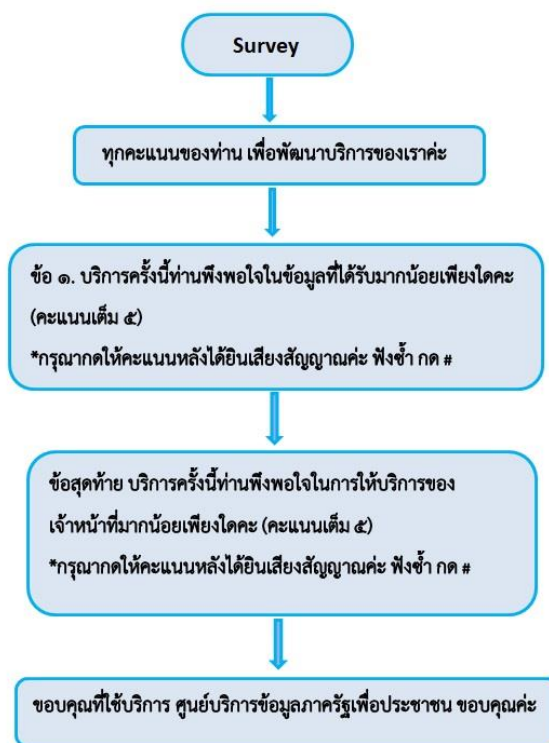 Survey
ทุกคะแนนของท่าน เพื่อพัฒนาบริการของเราค่ะ
ข้อ ๑. บริการครั้งนี้ท่านพึงพอใจในข้อมูลที่ได้รับมากน้อยเพียงใดคะ
(คะแนนเต็ม ๕)
*กรุณากดให้คะแนนหลังได้ยินเสียงสัญญาณค่ะ ฟังซ้ำ กด #
ข้อสุดท้าย บริการครั้งนี้ท่านพึงพอใจในการให้บริการของ
เจ้าหน้าที่มากน้อยเพียงใดคะ (คะแนนเต็ม ๕)
*กรุณากดให้คะแนนหลังได้ยินเสียงสัญญาณค่ะ ฟังซ้ำ กด #
ขอบคุณที่ใช้บริการ ศูนย์บริการข้อมูลภาครัฐเพื่อประชาชน ขอบคุณค่ะ